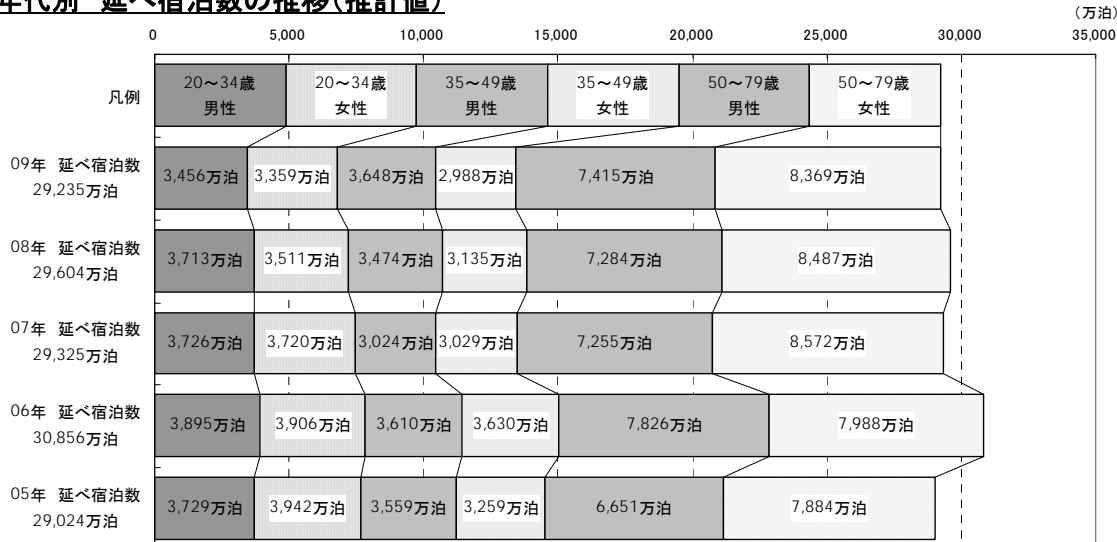 年代別 延べ宿泊数の推移(推計値)
(万泊)
0 5,000 10,000 15,000 20,000 25,000 30,000 35,000
凡例
20〜34歳 男性
20〜34歳 女性
35〜49歳 男性
35〜49歳 女性
50〜79歳 男性
50〜79歳 女性
09年 延べ宿泊数
29,235万泊
3,456万泊 3,359万泊 3,648万泊 2,988万泊 7,415万泊 8,369万泊
08年 延べ宿泊数
29,604万泊
3,713万泊 3,511万泊 3,474万泊 3,135万泊 7,284万泊 8,487万泊
07年 延べ宿泊数
29,325万泊
3,726万泊 3,720万泊 3,024万泊 3,029万泊 7,255万泊 8,572万泊
06年 延べ宿泊数
30,856万泊
3,895万泊 3,906万泊 3,610万泊 3,630万泊 7,826万泊 7,988万泊
05年 延べ宿泊数
29,024万泊
3,729万泊 3,942万泊 3,559万泊 3,259万泊 6,651万泊 7,884万泊